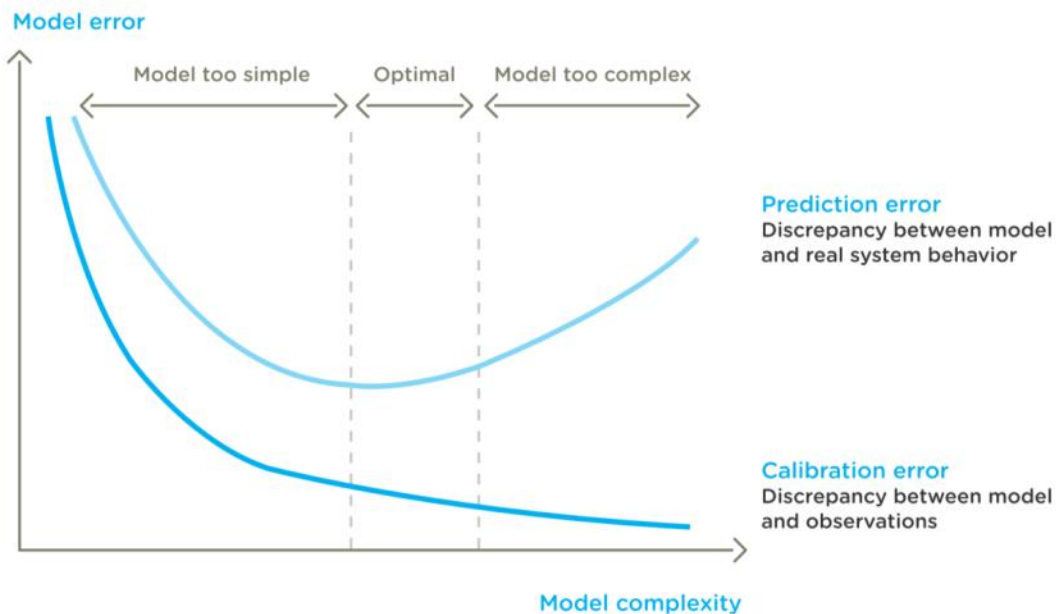 Model error
Model too simple
Optimal
Model too complex
Prediction error
Discrepancy between model
and real system behavior
Calibration error
Discrepancy between model
and observations
Model complexity